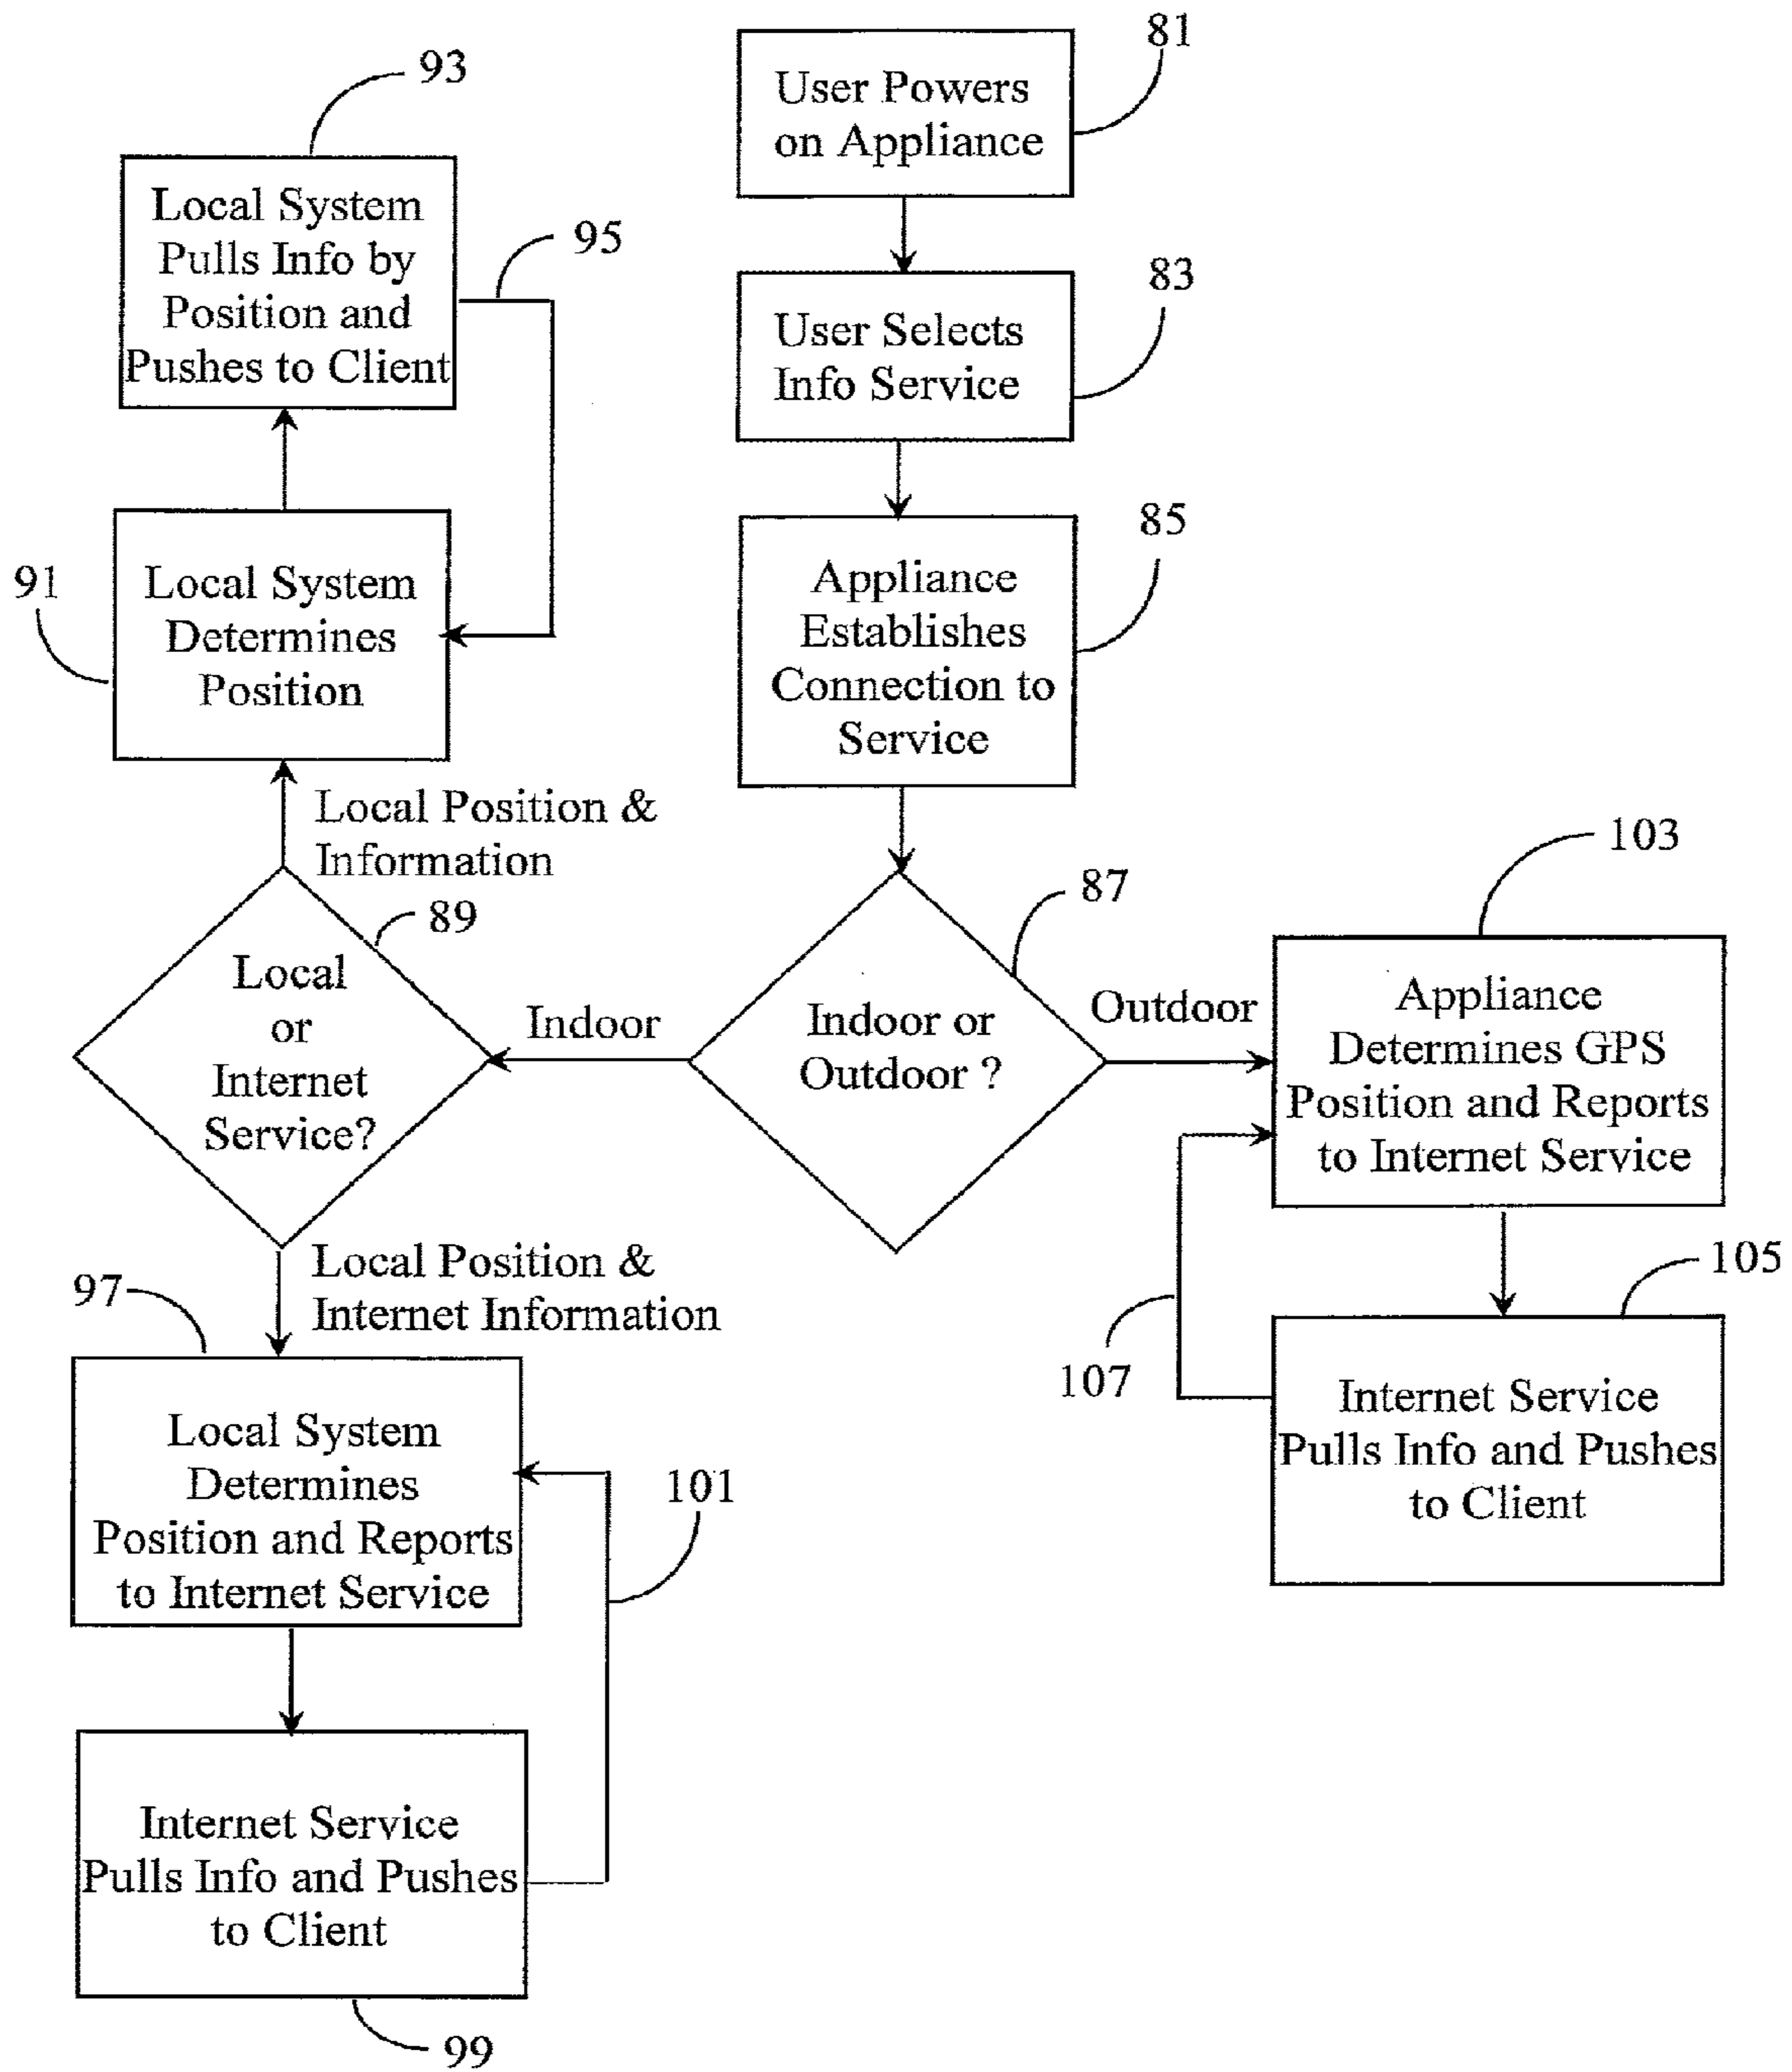 81
User Powers
on Appliance
83
User Selects
Info Service
85
Appliance
Establishes
Connection to
Service
87
Indoor or
Outdoor ?
Indoor
Outdoor
89
Local
or
Internet
Service?
Local Position &
Information
91
Local System
Determines
Position
93
Local System
Pulls Info by
Position and
Pushes to Client
95
Local Position &
Internet Information
97
Local System
Determines
Position and Reports
to Internet Service
101
Internet Service
Pulls Info and Pushes
to Client
99
103
Appliance
Determines GPS
Position and Reports
to Internet Service
105
Internet Service
Pulls Info and Pushes
to Client
107